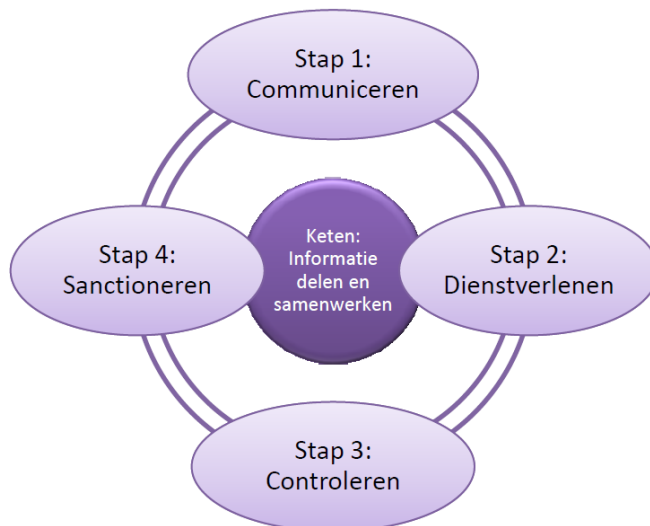 Stap 1:
Communiceren
Stap 4:
Sanctioneren
Keten:
Informatie
delen en
samenwerken
Stap 2:
Dienstverlenen
Stap 3:
Controleren